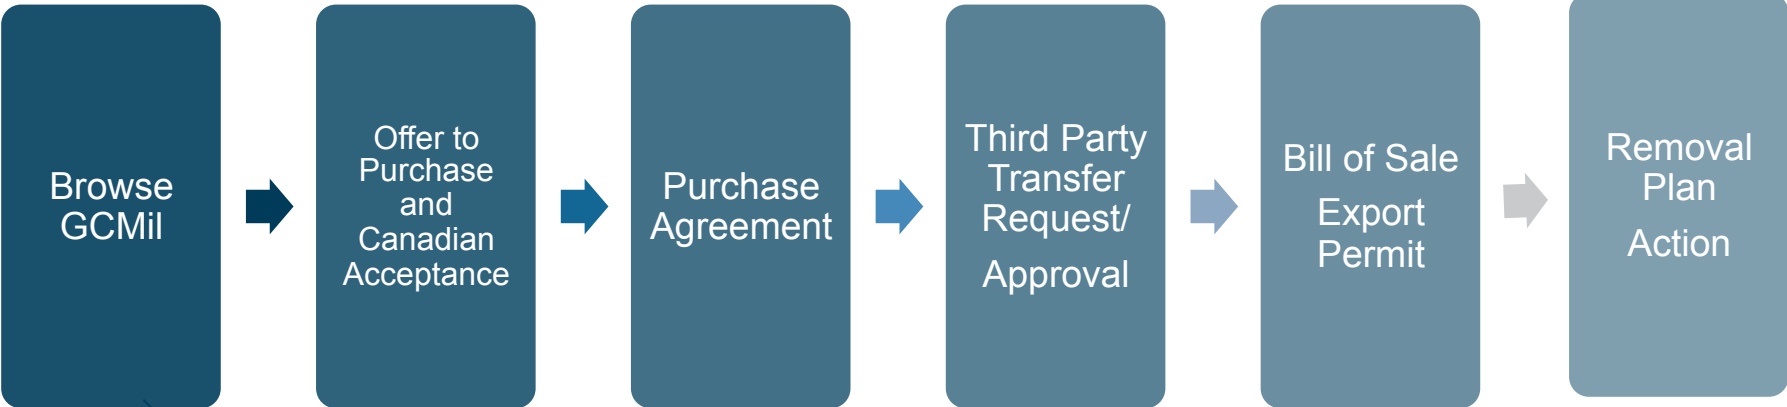 Browse
GCMil
Offer to
Purchase
and
Canadian
Acceptance
Purchase
Agreement
Third Party
Transfer
Request/
Approval
Bill of Sale
Export
Permit
Removal
Plan
Action